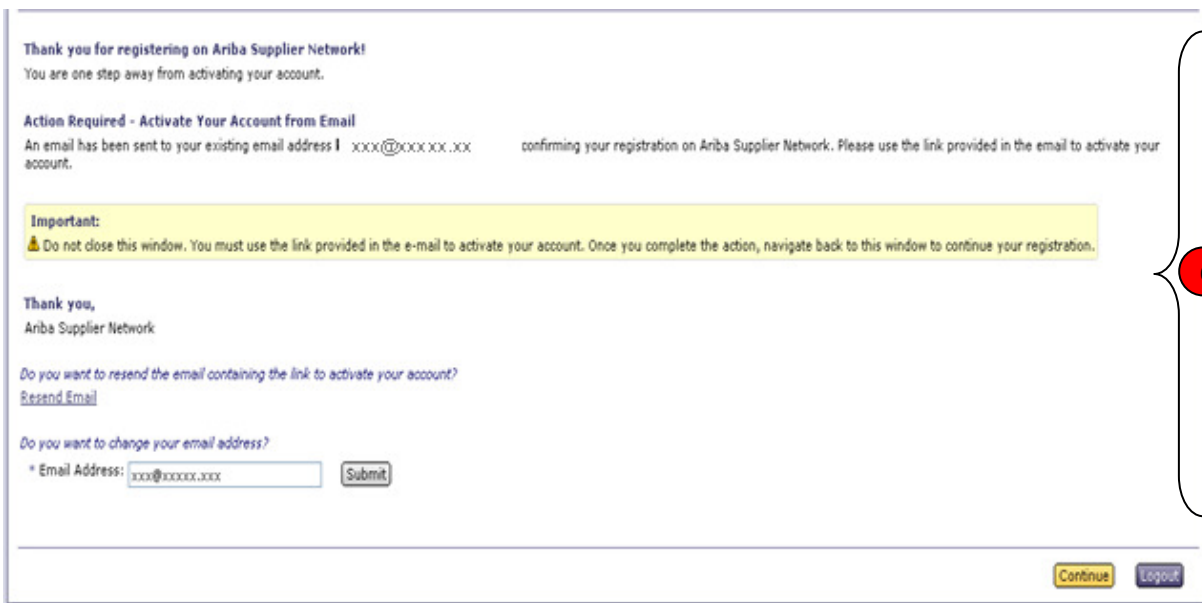 Thank you for registering on Ariba Supplier Network!
You are one step away from activating your account.
Action Required - Activate Your Account from Email
An email has been sent to your existing email address xxx@xxxxx.xx confirming your registration on Ariba Supplier Network. Please use the link provided in the email to activate your
account.
Important:
Do not close this window. You must use the link provided in the e-mail to activate your account. Once you complete the action, navigate back to this window to continue your registration.
Thank you,
Ariba Supplier Network
Do you want to resend the email containing the link to activate your account?
Resend Email
Do you want to change your email address?
* Email Address: xxx@xxxxx.xxx Submit
Continue Logout